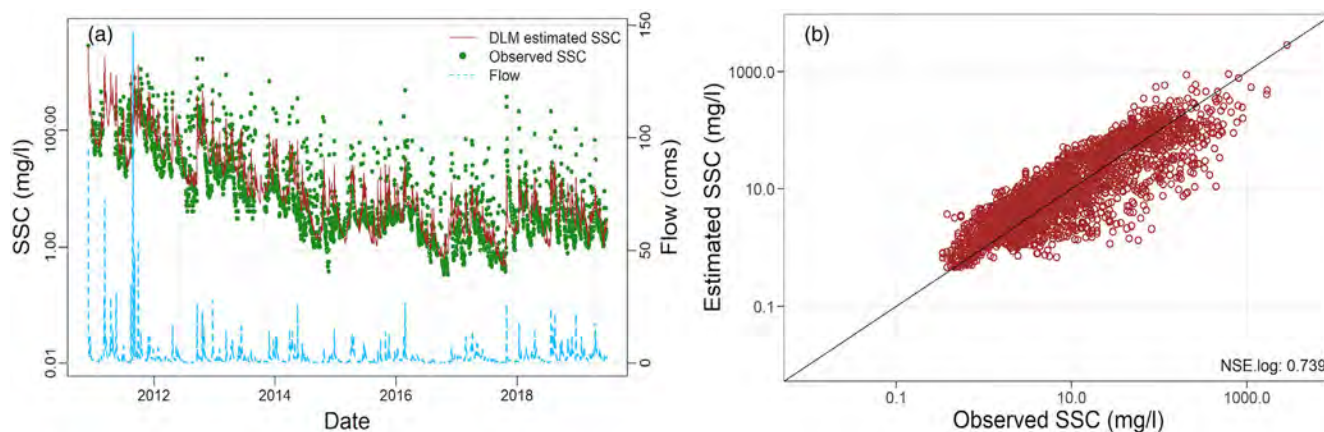 (a)
DLM estimated SSC
Observed SSC
Flow
SSC (mg/l)
100.00
1.00
0.01
150
100
50
0
Flow (cms)
2012 2014 2016 2018
Date
(b)
Estimated SSC (mg/l)
1000.0
10.0
0.1
NSE.log: 0.739
0.1 10.0 1000.0
Observed SSC (mg/l)